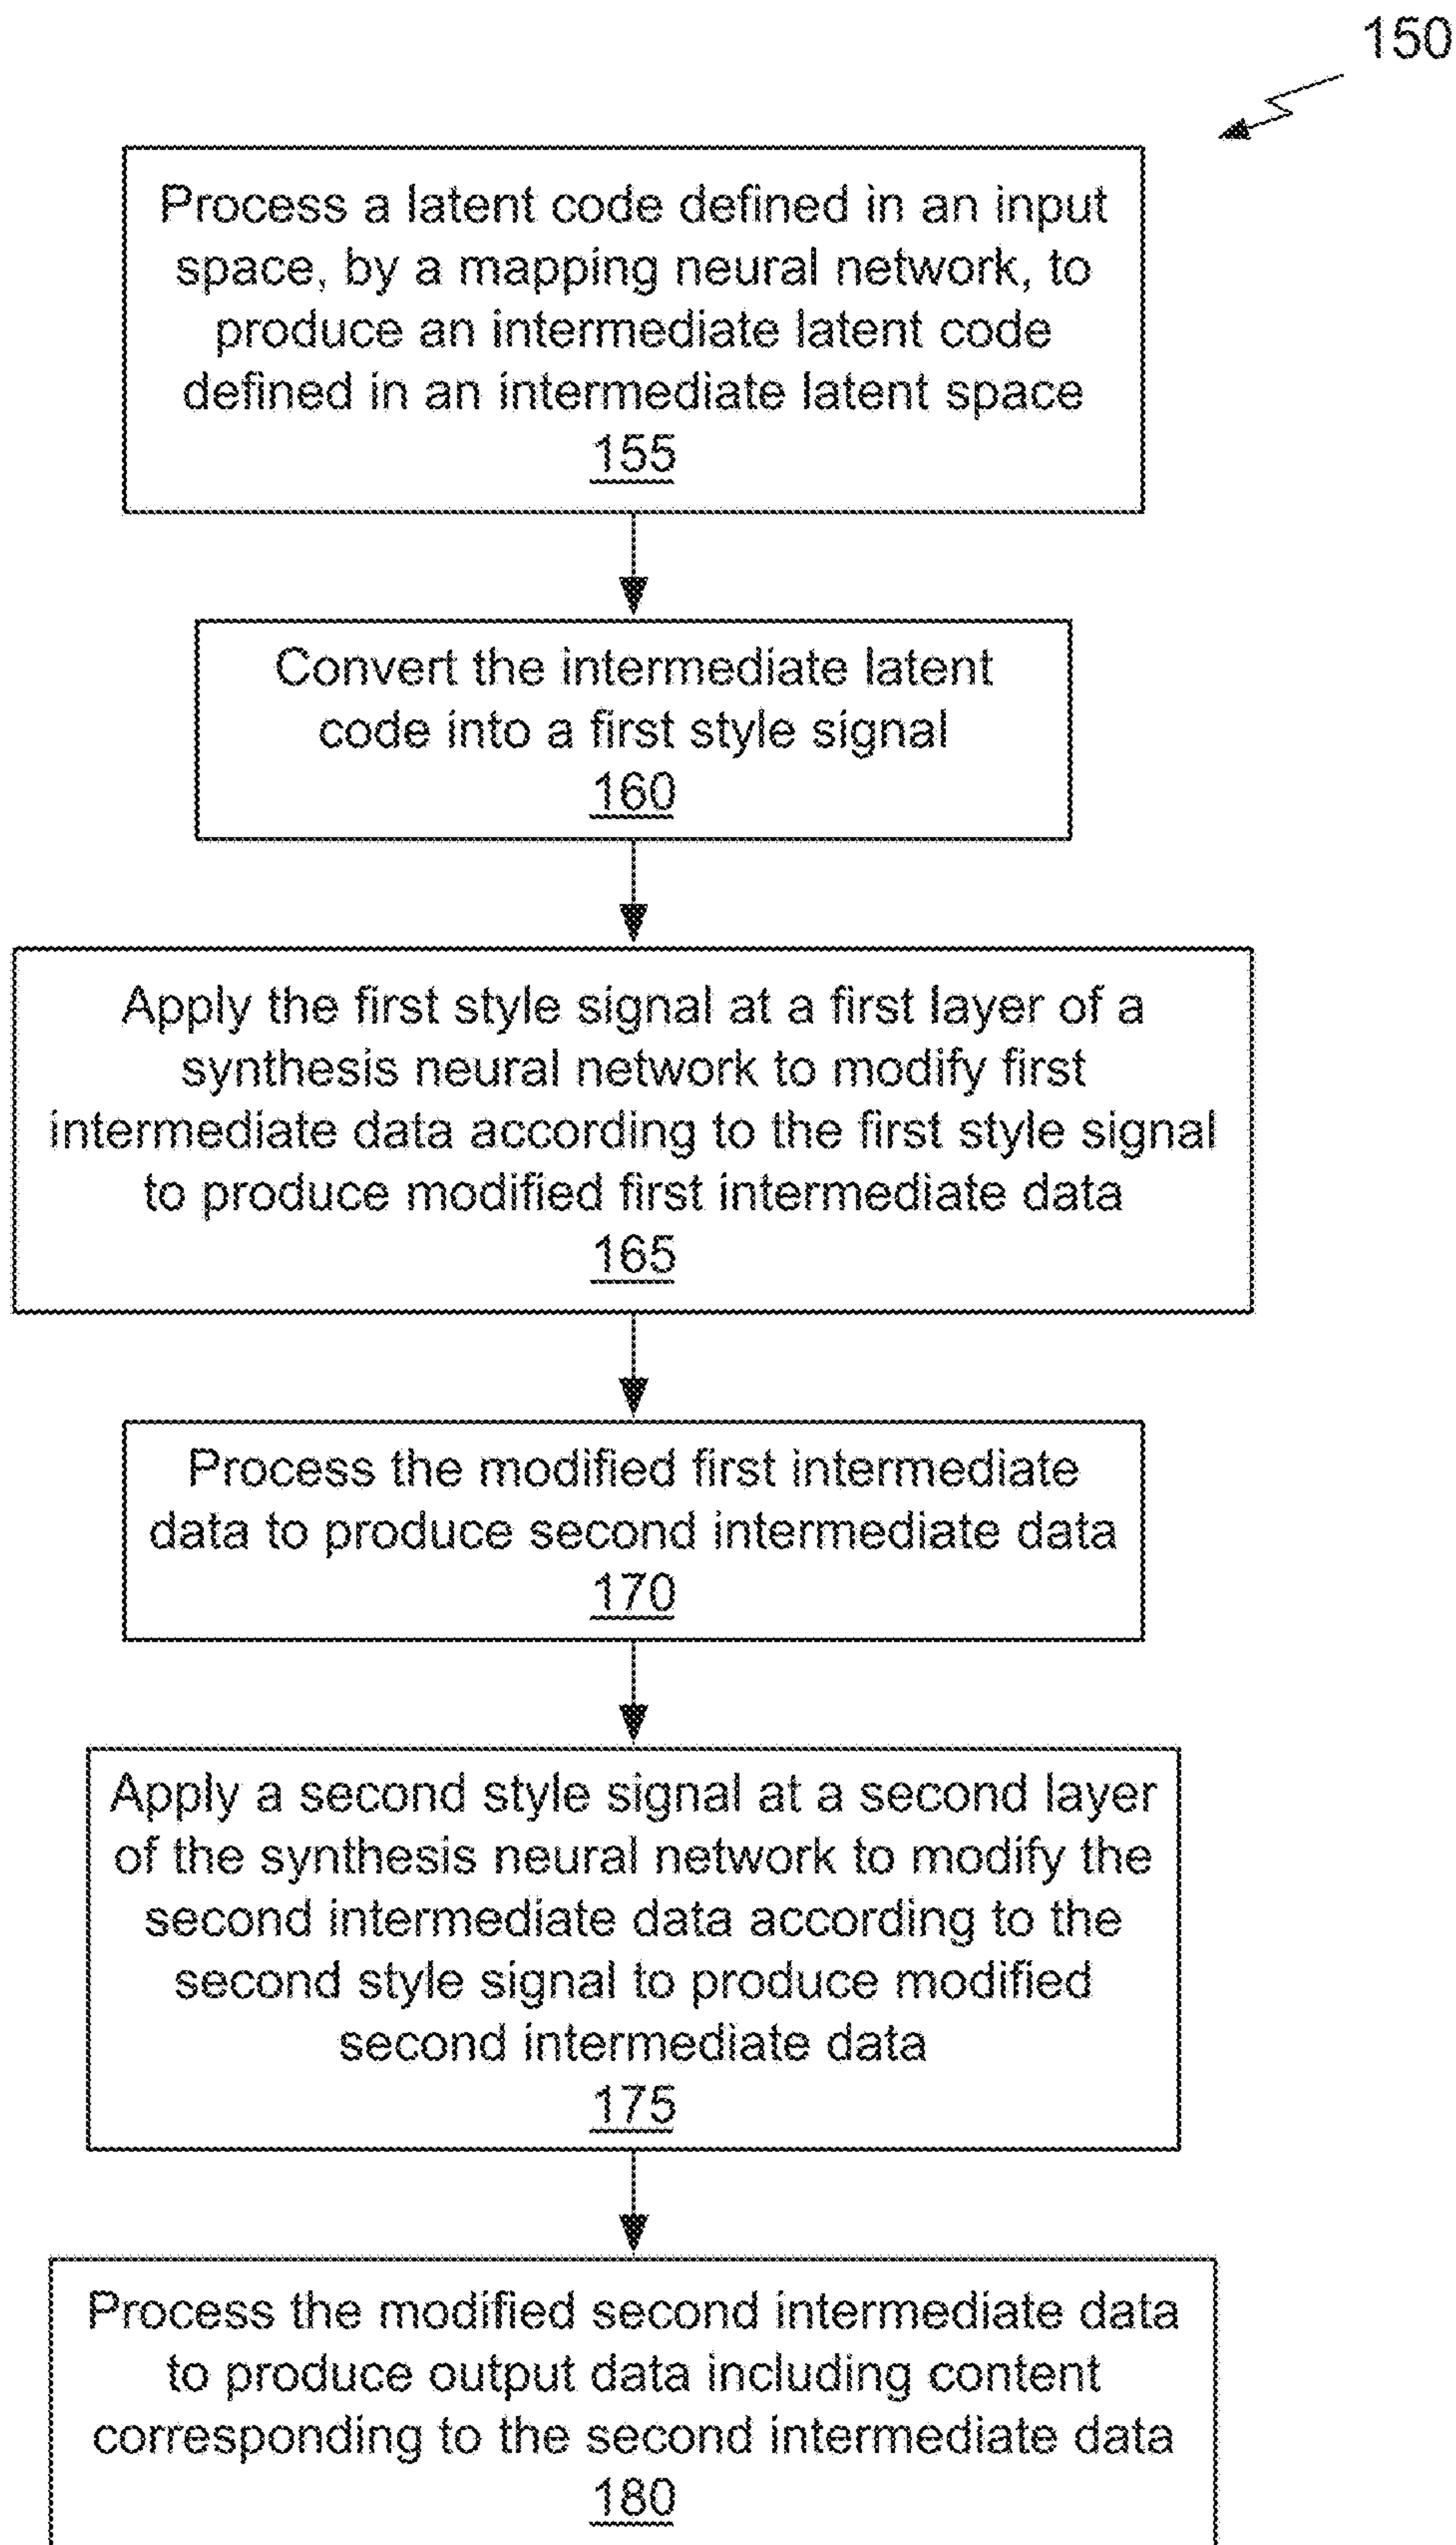 150
Process a latent code defined in an input
space, by a mapping neural network, to
produce an intermediate latent code
defined in an intermediate latent space
155
Convert the intermediate latent
code into a first style signal
160
Apply the first style signal at a first layer of a
synthesis neural network to modify first
intermediate data according to the first style signal
to produce modified first intermediate data
165
Process the modified first intermediate
data to produce second intermediate data
170
Apply a second style signal at a second layer
of the synthesis neural network to modify the
second intermediate data according to the
second style signal to produce modified
second intermediate data
175
Process the modified second intermediate data
to produce output data including content
corresponding to the second intermediate data
180